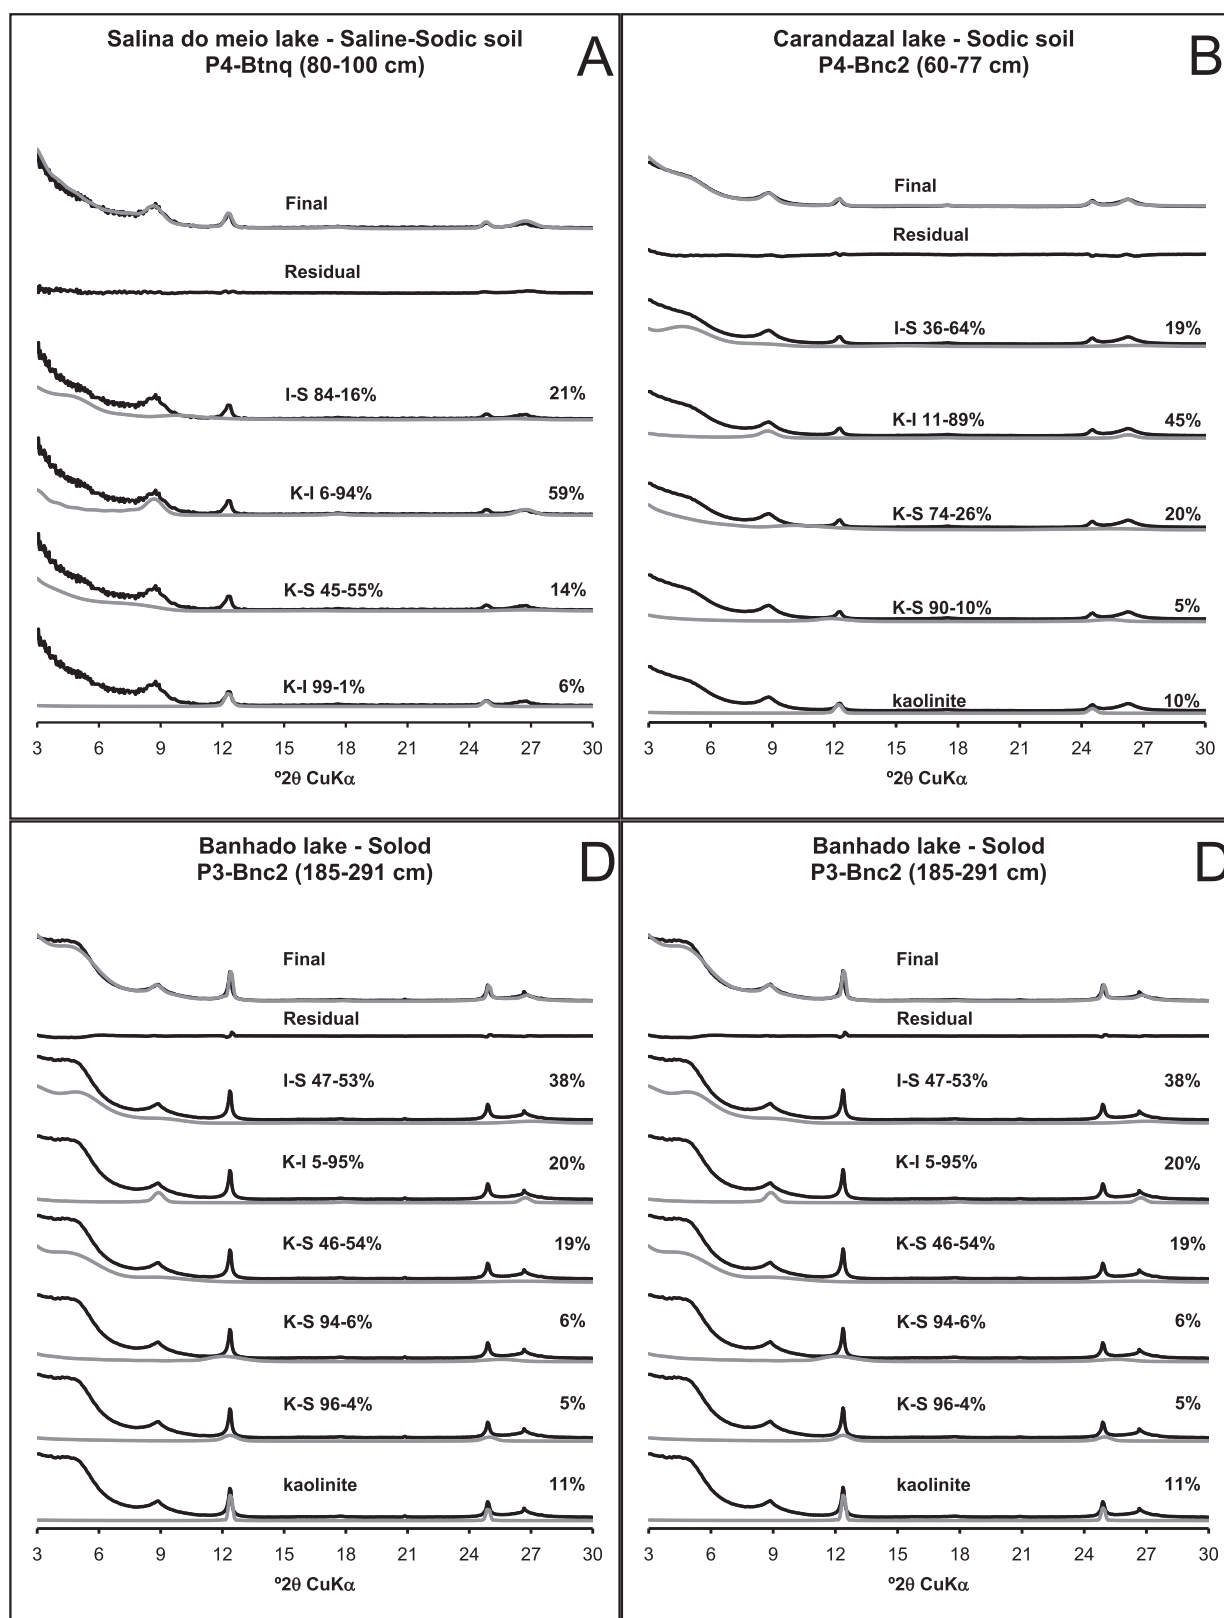 Salina do meio lake - Saline-Sodic soil
P4-Btnq (80-100 cm)
A
Final
Residual
I-S 84-16% 21%
K-I 6-94% 59%
K-S 45-55% 14%
K-I 99-1% 6%
3 6 9 12 15 18 21 24 27 30
º2θ CuKα
Carandazal lake - Sodic soil
P4-Bnc2 (60-77 cm)
B
Final
Residual
I-S 36-64% 19%
K-I 11-89% 45%
K-S 74-26% 20%
K-S 90-10% 5%
kaolinite 10%
3 6 9 12 15 18 21 24 27 30
º2θ CuKα
Banhado lake - Solod
P3-Bnc2 (185-291 cm)
D
Final
Residual
I-S 47-53% 38%
K-I 5-95% 20%
K-S 46-54% 19%
K-S 94-6% 6%
K-S 96-4% 5%
kaolinite 11%
3 6 9 12 15 18 21 24 27 30
º2θ CuKα
Banhado lake - Solod
P3-Bnc2 (185-291 cm)
D
Final
Residual
I-S 47-53% 38%
K-I 5-95% 20%
K-S 46-54% 19%
K-S 94-6% 6%
K-S 96-4% 5%
kaolinite 11%
3 6 9 12 15 18 21 24 27 30
º2θ CuKα